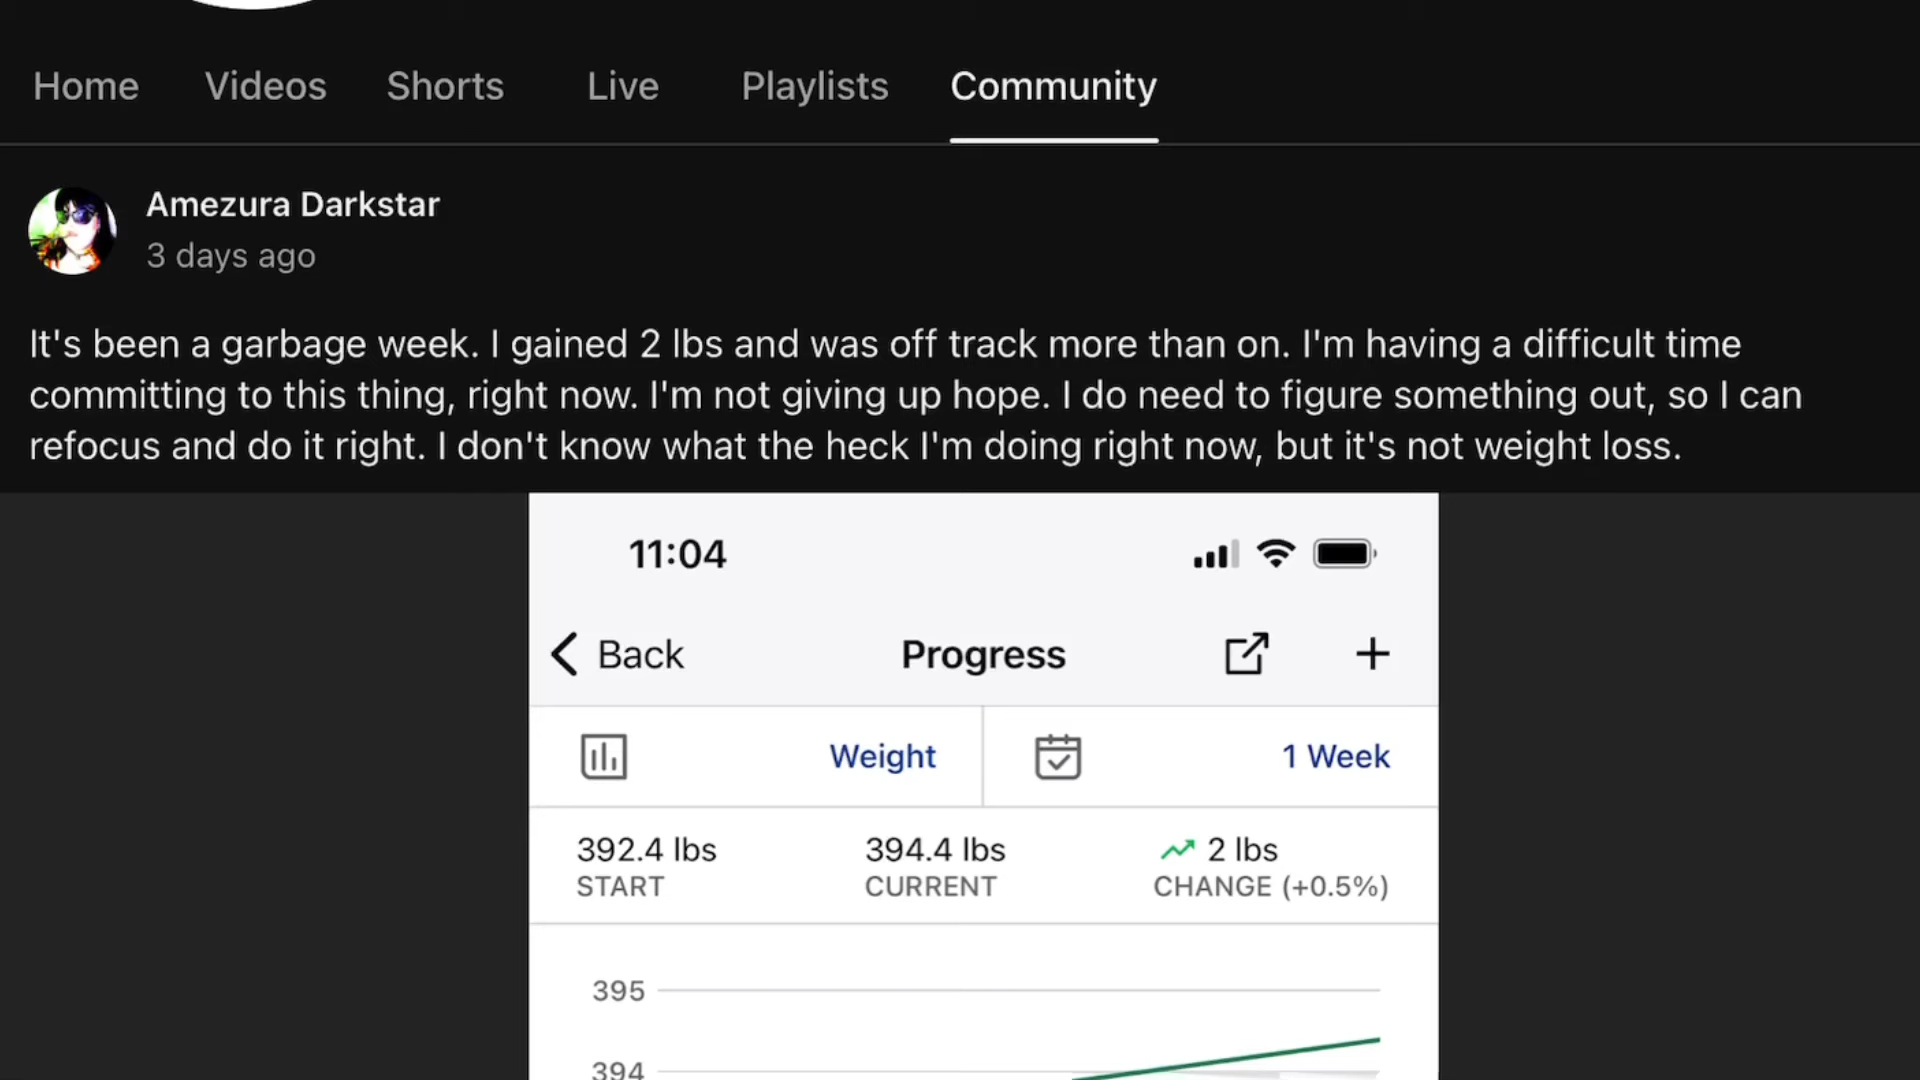 Home Videos Shorts Live Playlists Community
Amezura Darkstar
3 days ago
It's been a garbage week. I gained 2 lbs and was off track more than on. I'm having a difficult time
committing to this thing, right now. I'm not giving up hope. I do need to figure something out, so I can
refocus and do it right. I don't know what the heck I'm doing right now, but it's not weight loss.
11:04
Back Progress +
Weight 1 Week
392.4 lbs 394.4 lbs 2 lbs
START CURRENT CHANGE (+0.5%)
395
394